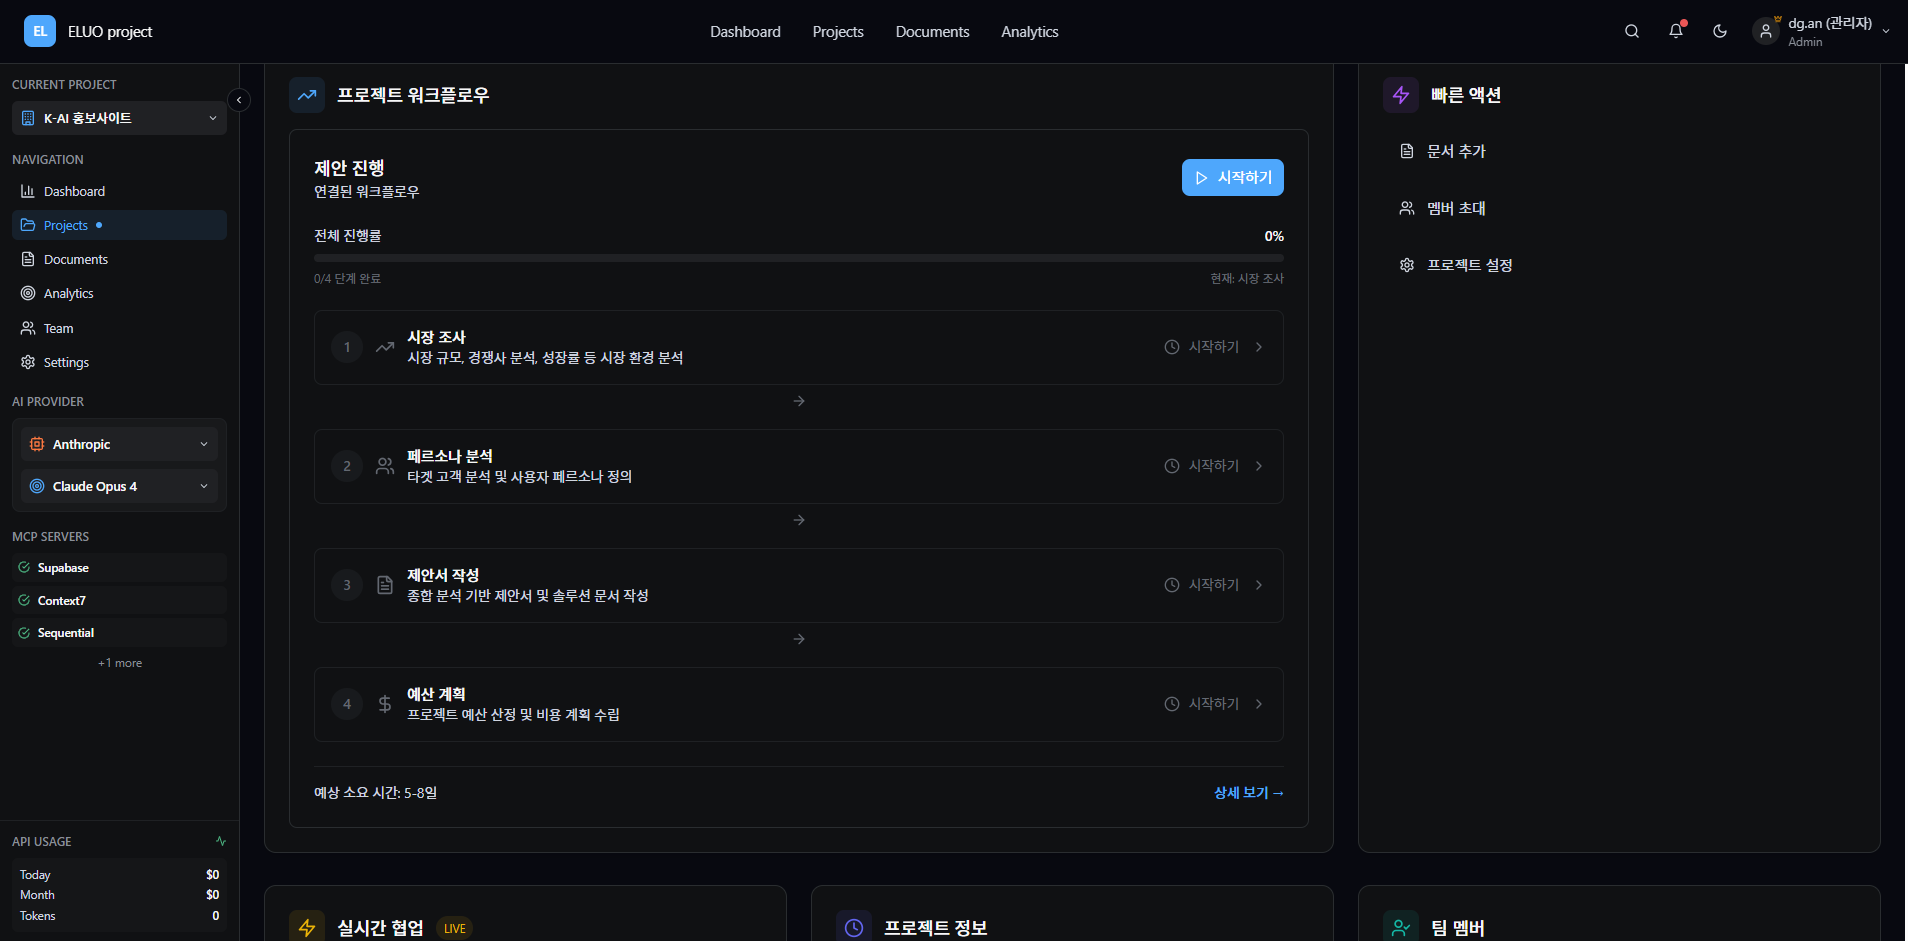 EL
ELUO project
Dashboard
Projects
Documents
Analytics
dg.an (관리자)
Admin
CURRENT PROJECT
K-AI 홍보사이트
NAVIGATION
Dashboard
Projects
Documents
Analytics
Team
Settings
AI PROVIDER
Anthropic
Claude Opus 4
MCP SERVERS
Supabase
Context7
Sequential
+1 more
API USAGE
Today $0
Month $0
Tokens 0
프로젝트 워크플로우
제안 진행
연결된 워크플로우
시작하기
전체 진행률
0%
0/4 단계 완료
현재: 시장 조사
1
시장 조사
시장 규모, 경쟁사 분석, 성장률 등 시장 환경 분석
시작하기
2
페르소나 분석
타겟 고객 분석 및 사용자 페르소나 정의
시작하기
3
제안서 작성
종합 분석 기반 제안서 및 솔루션 문서 작성
시작하기
4
예산 계획
프로젝트 예산 산정 및 비용 계획 수립
시작하기
예상 소요 시간: 5-8일
상세 보기 →
빠른 액션
문서 추가
멤버 초대
프로젝트 설정
실시간 협업
LIVE
프로젝트 정보
팀 멤버